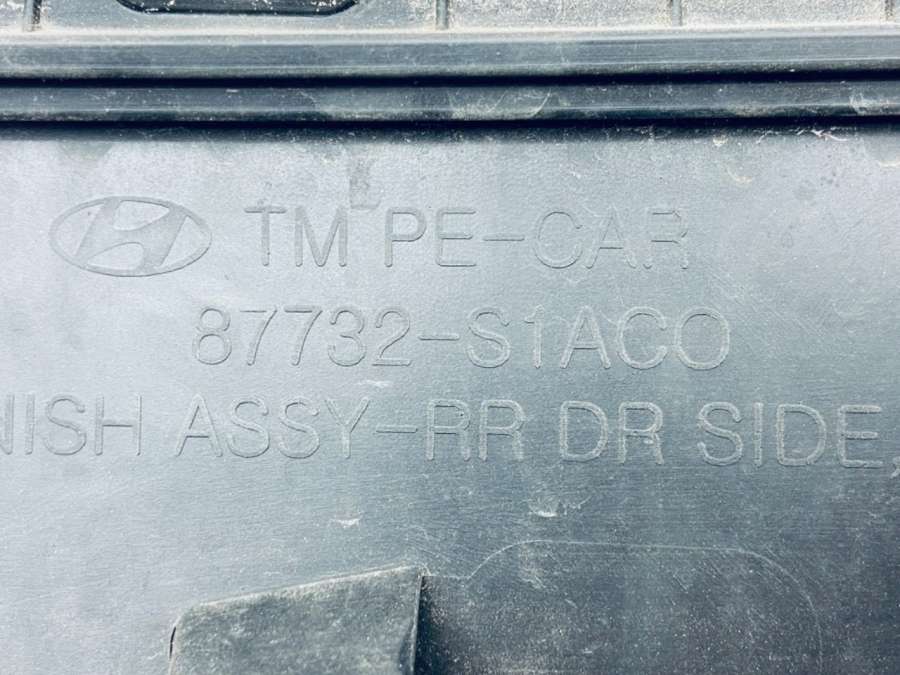 TM PE-CAR
87732-S1AC0
NISH ASSY-RR DR SIDE,